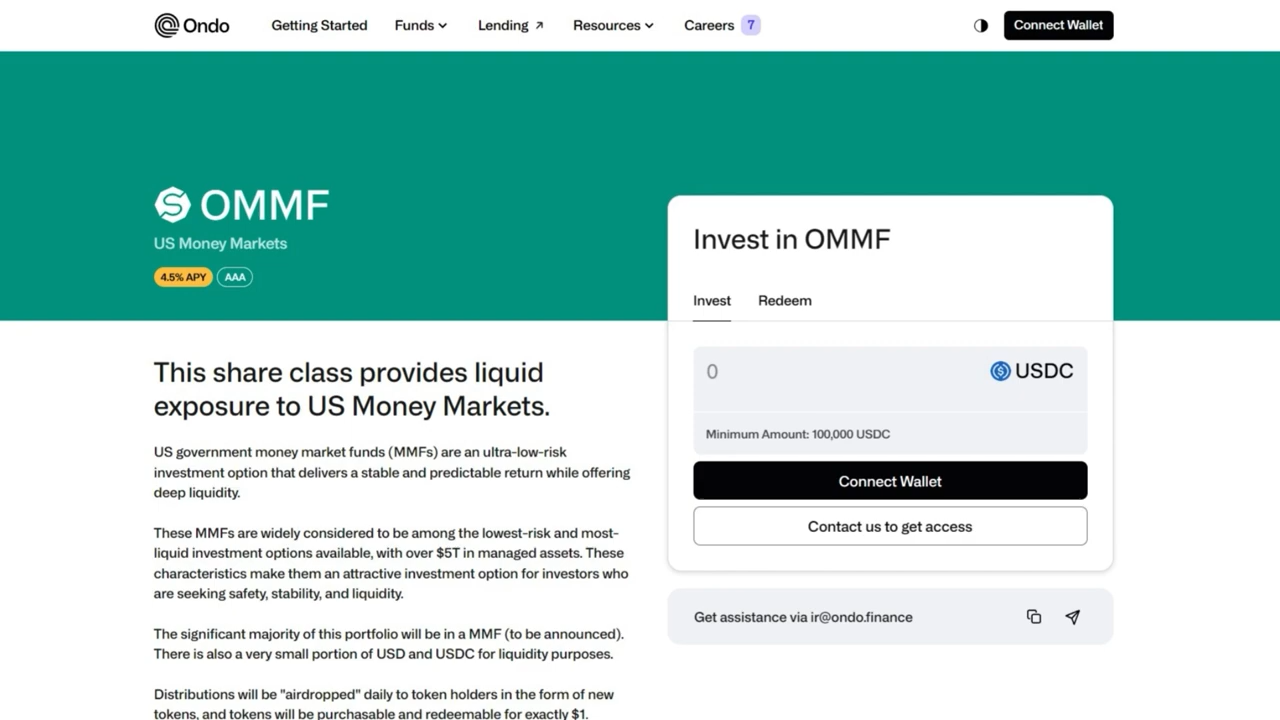 Ondo
Getting Started
Funds
Lending
Resources
Careers 7
Connect Wallet
OMMF
US Money Markets
4.5% APY AAA
This share class provides liquid
exposure to US Money Markets.
US government money market funds (MMFs) are an ultra-low-risk
investment option that delivers a stable and predictable return while offering
deep liquidity.
These MMFs are widely considered to be among the lowest-risk and most-
liquid investment options available, with over $5T in managed assets. These
characteristics make them an attractive investment option for investors who
are seeking safety, stability, and liquidity.
The significant majority of this portfolio will be in a MMF (to be announced).
There is also a very small portion of USD and USDC for liquidity purposes.
Distributions will be "airdropped" daily to token holders in the form of new
tokens, and tokens will be purchasable and redeemable for exactly $1.
Invest in OMMF
Invest Redeem
0 USDC
Minimum Amount: 100,000 USDC
Connect Wallet
Contact us to get access
Get assistance via ir@ondo.finance